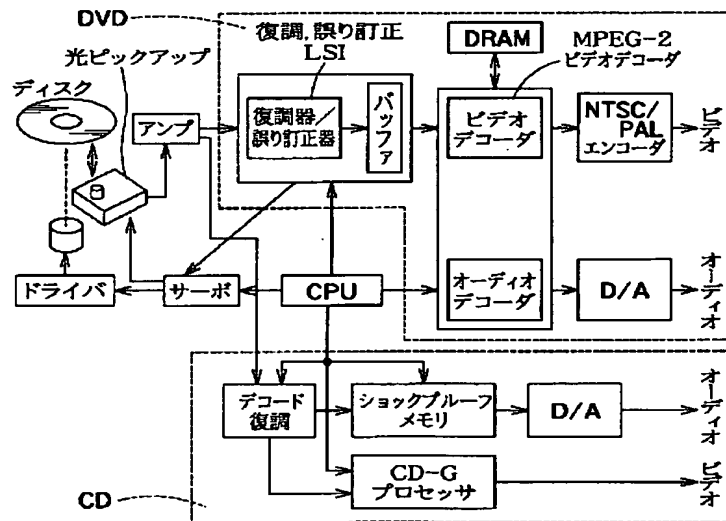 DVD
光ピックアップ
ディスク
アンプ
復調,誤り訂正
LSI
復調器/
誤り訂正器
バッファ
DRAM
MPEG-2
ビデオデコーダ
ビデオ
デコーダ
NTSC/
PAL
エンコーダ
ビデオ
ドライバ
サーボ
CPU
オーディオ
デコーダ
D/A
オーディオ
デコード
復調
ショックプルーフ
メモリ
D/A
オーディオ
CD-G
プロセッサ
ビデオ
CD